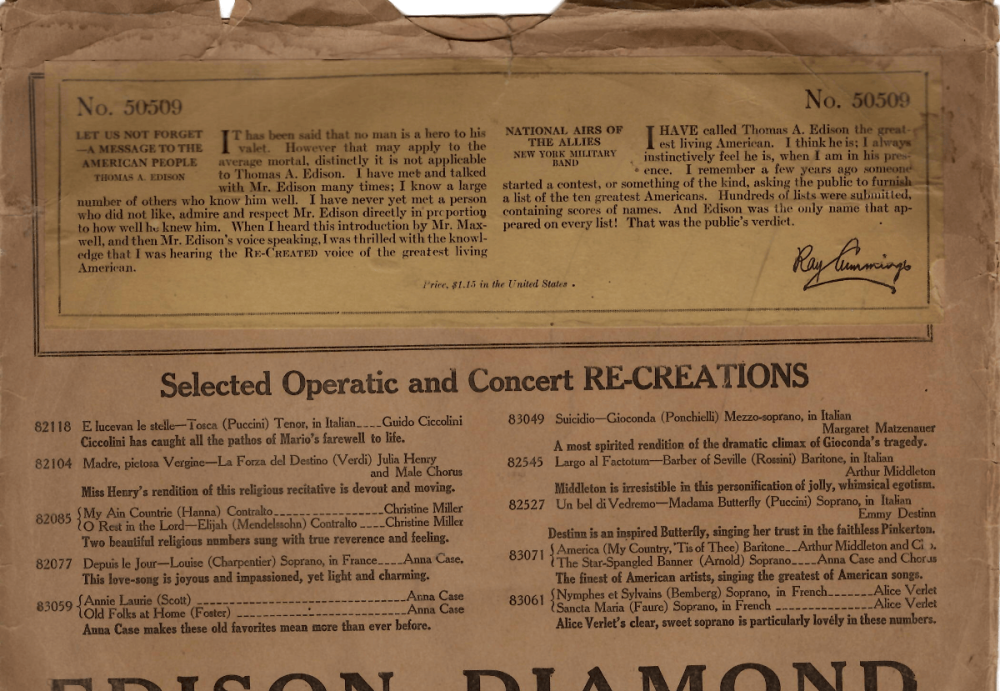 No. 50509
LET US NOT FORGET
—A MESSAGE TO THE
AMERICAN PEOPLE
THOMAS A. EDISON
IT has been said that no man is a hero to his
valet. However that may apply to the
average mortal, distinctly it is not applicable
to Thomas A. Edison. I have met and talked
with Mr. Edison many times; I know a large
number of others who know him well. I have never yet met a person
who did not like, admire and respect Mr. Edison directly in proportion
to how well he knew him. When I heard this introduction by Mr. Max-
well, and then Mr. Edison's voice speaking, I was thrilled with the knowl-
edge that I was hearing the RE-CREATED voice of the greatest living
American.
No. 50509
NATIONAL AIRS OF
THE ALLIES
NEW YORK MILITARY
BAND
I HAVE called Thomas A. Edison the great-
est living American. I think he is; I always
instinctively feel he is, when I am in his pres-
ence. I remember a few years ago someone
started a contest, or something of the kind, asking the public to furnish
a list of the ten greatest Americans. Hundreds of lists were submitted,
containing scores of names. And Edison was the only name that ap-
peared on every list! That was the public's verdict.
Ray Cummings
Price, $1.15 in the United States.
Selected Operatic and Concert RE-CREATIONS
82118 E lucevan le stelle—Tosca (Puccini) Tenor, in Italian____Guido Ciccolini
Ciccolini has caught all the pathos of Mario's farewell to life.
82104 Madre, pietosa Vergine—La Forza del Destino (Verdi) Julia Henry
and Male Chorus
Miss Henry's rendition of this religious recitative is devout and moving.
82085 {My Ain Countrie (Hanna) Contralto____________________Christine Miller
{O Rest in the Lord—Elijah (Mendelssohn) Contralto____Christine Miller
Two beautiful religious numbers sung with true reverence and feeling.
82077 Depuis le Jour—Louise (Charpentier) Soprano, in France____Anna Case.
This love-song is joyous and impassioned, yet light and charming.
83059 {Annie Laurie (Scott)______________________________Anna Case
{Old Folks at Home (Foster)________________________Anna Case
Anna Case makes these old favorites mean more than ever before.
83049 Suicidio—Gioconda (Ponchielli) Mezzo-soprano, in Italian
Margaret Matzenauer
A most spirited rendition of the dramatic climax of Gioconda's tragedy.
82545 Largo al Factotum—Barber of Seville (Rossini) Baritone, in Italian
Arthur Middleton
Middleton is irresistible in this personification of jolly, whimsical egotism.
82527 Un bel di Vedremo—Madama Butterfly (Puccini) Soprano, in Italian
Emmy Destinn
Destinn is an inspired Butterfly, singing her trust in the faithless Pinkerton.
83071 {America (My Country, 'Tis of Thee) Baritone__Arthur Middleton and
{The Star-Spangled Banner (Arnold) Soprano____Anna Case and Chorus
The finest of American artists, singing the greatest of American songs.
83061 {Nymphes et Sylvains (Bemberg) Soprano, in French_______Alice Verlet
{Sancta Maria (Faure) Soprano, in French______________Alice Verlet
Alice Verlet's clear, sweet soprano is particularly lovely in these numbers.
EDISON DIAMOND